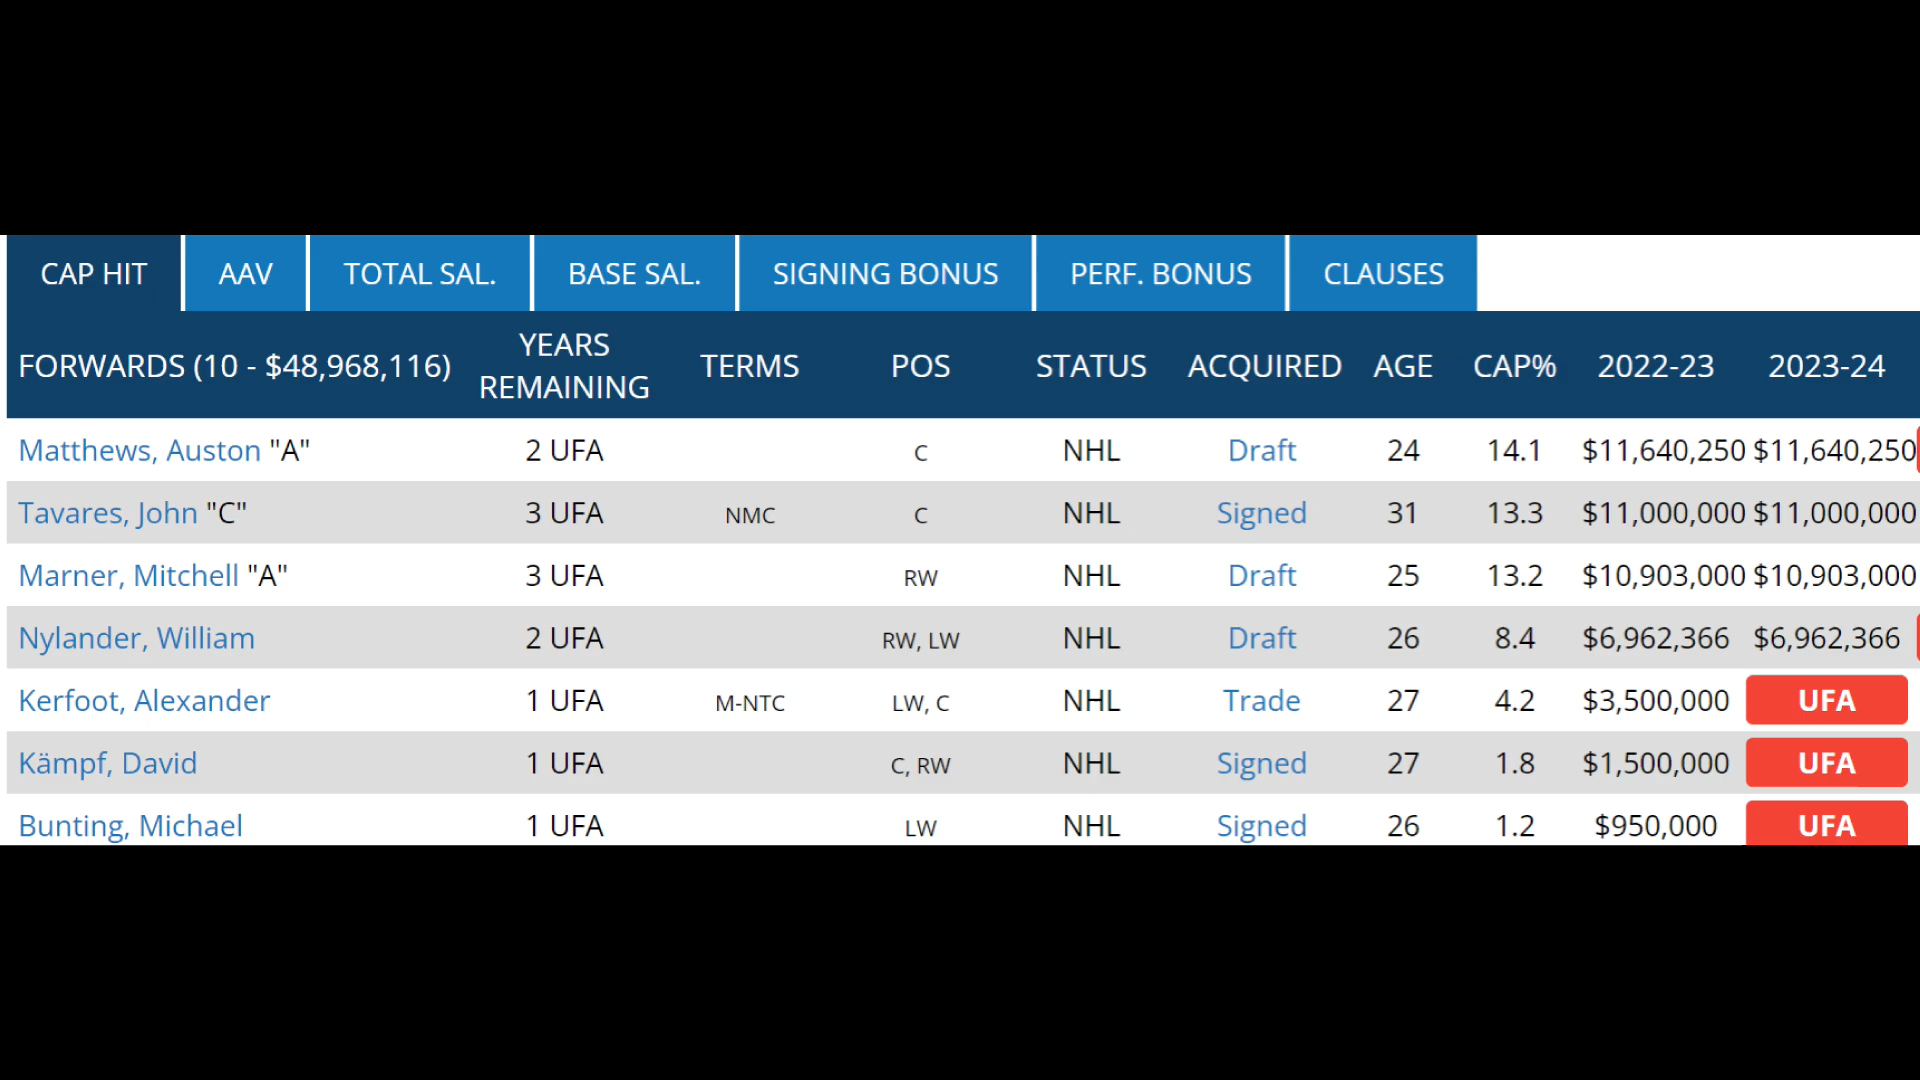 CAP HIT AAV TOTAL SAL. BASE SAL. SIGNING BONUS PERF. BONUS CLAUSES
FORWARDS (10 - $48,968,116) YEARS REMAINING TERMS POS STATUS ACQUIRED AGE CAP% 2022-23 2023-24
Matthews, Auston "A" 2 UFA C NHL Draft 24 14.1 $11,640,250 $11,640,250
Tavares, John "C" 3 UFA NMC C NHL Signed 31 13.3 $11,000,000 $11,000,000
Marner, Mitchell "A" 3 UFA RW NHL Draft 25 13.2 $10,903,000 $10,903,000
Nylander, William 2 UFA RW, LW NHL Draft 26 8.4 $6,962,366 $6,962,366
Kerfoot, Alexander 1 UFA M-NTC LW, C NHL Trade 27 4.2 $3,500,000 UFA
Kämpf, David 1 UFA C, RW NHL Signed 27 1.8 $1,500,000 UFA
Bunting, Michael 1 UFA LW NHL Signed 26 1.2 $950,000 UFA